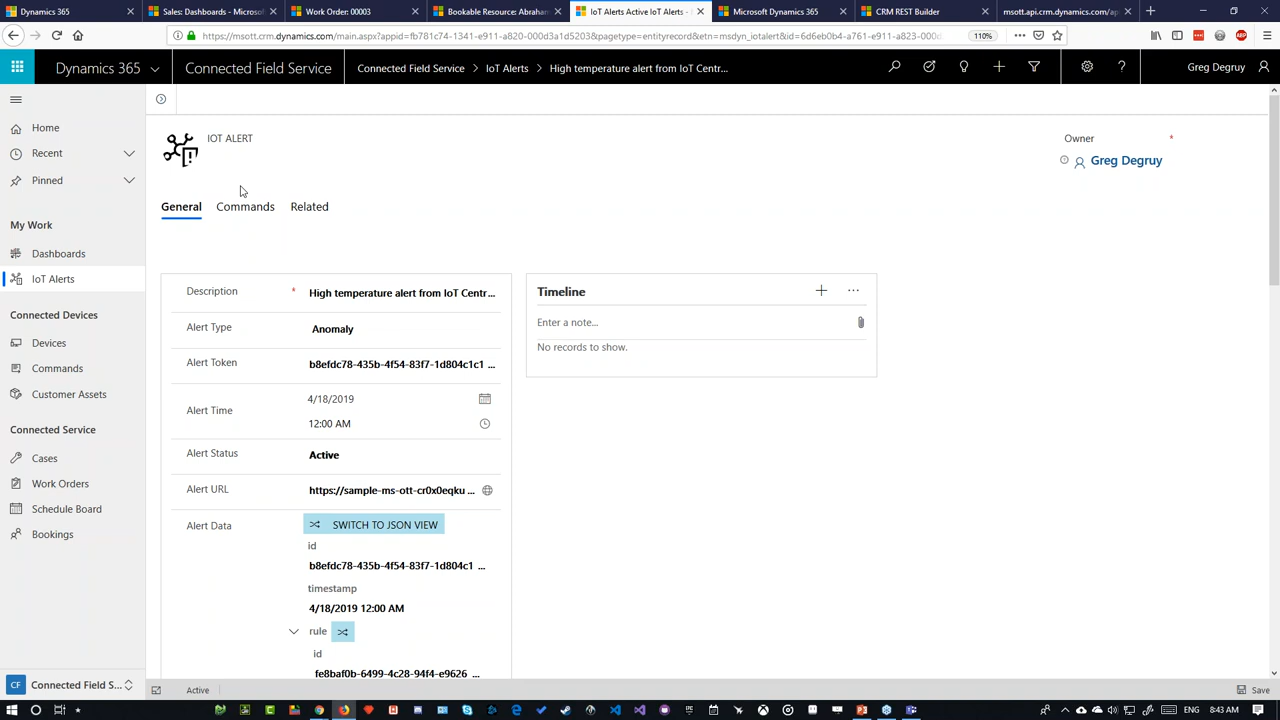 Dynamics 365
Sales: Dashboards - Microsof
Work Order: 00003
Bookable Resource: Abraham
IoT Alerts Active IoT Alerts -
Microsoft Dynamics 365
CRM REST Builder
msott.api.crm.dynamics.com/ap
https://msott.crm.dynamics.com/main.aspx?appid=fb781c74-1341-e911-a820-000d3a1d5203&pagetype=entityrecord&etn=msdyn_iotalert&id=6d6eb0b4-a761-e911-a823-000d
110%
Dynamics 365
Connected Field Service
Connected Field Service > IoT Alerts > High temperature alert from IoT Centr...
Greg Degruy
Home
Recent
Pinned
My Work
Dashboards
IoT Alerts
Connected Devices
Devices
Commands
Customer Assets
Connected Service
Cases
Work Orders
Schedule Board
Bookings
CF Connected Field S...
IOT ALERT
Owner *
Greg Degruy
General Commands Related
Description * High temperature alert from IoT Centr...
Alert Type Anomaly
Alert Token b8efdc78-435b-4f54-83f7-1d804c1c1 ...
Alert Time 4/18/2019
12:00 AM
Alert Status Active
Alert URL https://sample-ms-ott-cr0x0eqku ...
Alert Data SWITCH TO JSON VIEW
id
b8efdc78-435b-4f54-83f7-1d804c1 ...
timestamp
4/18/2019 12:00 AM
rule
id
fe8baf0b-6499-4c28-94f4-e9626 ...
Timeline
Enter a note...
No records to show.
Active
Save
ENG 8:43 AM